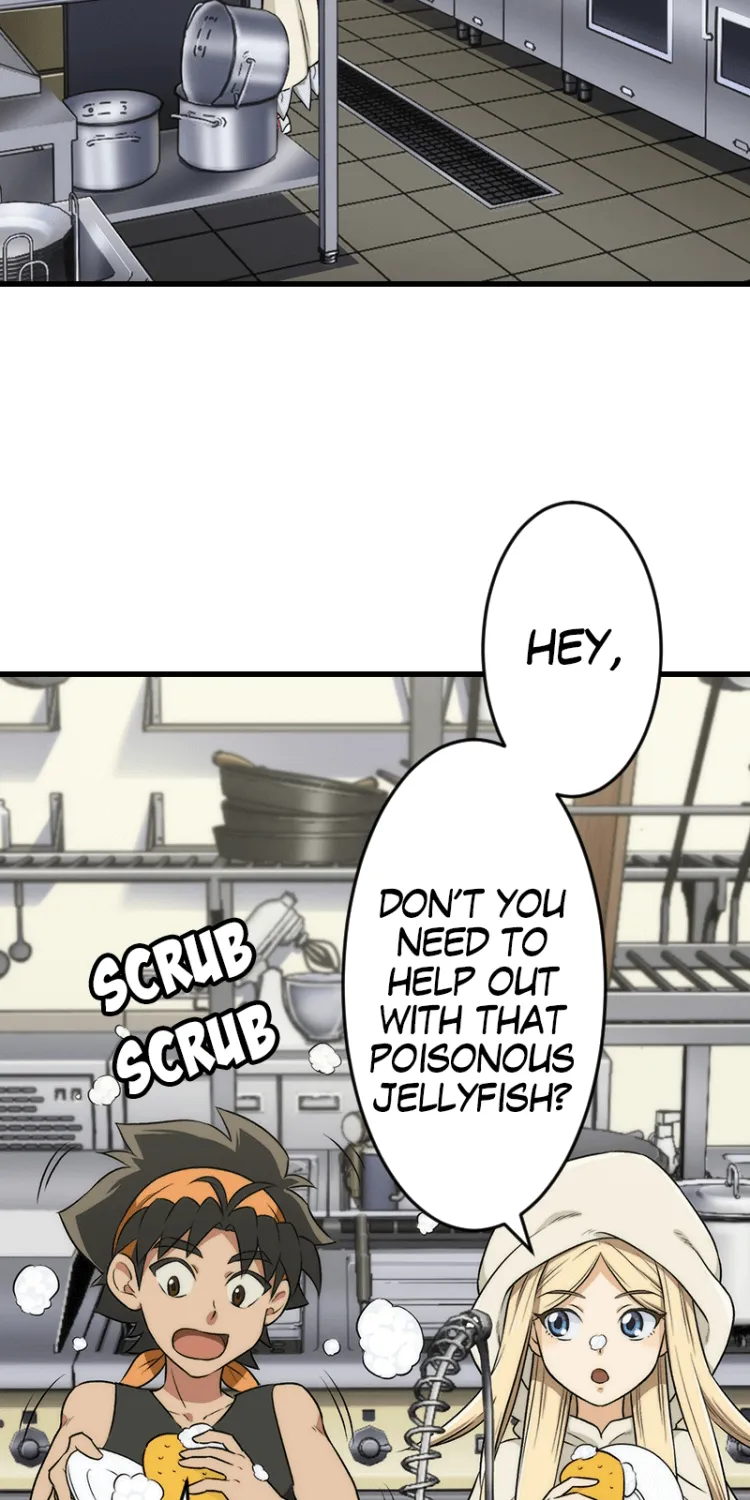 HEY,
DON'T YOU
NEED TO
HELP OUT
WITH THAT
POISONOUS
JELLYFISH?
SCRUB
SCRUB